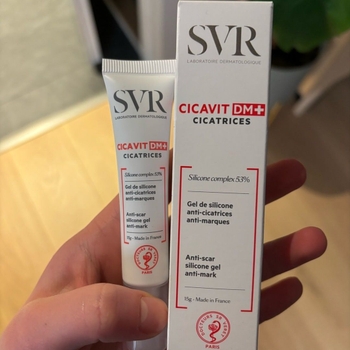 SVR
LABORATOIRE DERMATOLOGIQUE
CICAVIT DM+
CICATRICES
Silicone complex 53%
Gel de silicone
anti-cicatrices
anti-marques
Anti-scar
silicone gel
anti-mark
15g - Made in France
PARIS
SVR
LABORATOIRE DERMATOLOGIQUE
CICAVIT DM+
CICATRICES
Silicone complex 53%
Gel de silicone
anti-cicatrices
anti-marques
Anti-scar
silicone gel
anti-mark
15g - Made in France
PARIS